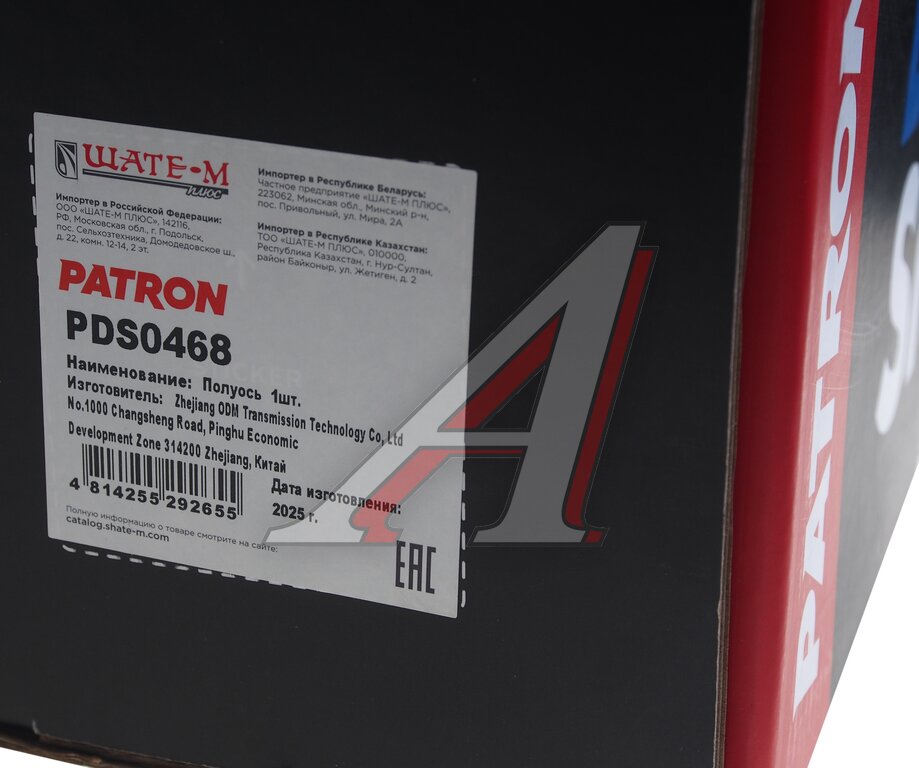 ШАТЕ-М
плюс
Импортер в Российской Федерации:
ООО «ШАТЕ-М ПЛЮС», 142116,
РФ, Московская обл., г. Подольск,
пос. Сельхозтехника, Домодедовское ш.,
д. 22, комн. 12-14, 2 эт.
Импортер в Республике Беларусь:
Частное предприятие «ШАТЕ-М ПЛЮС»,
223062, Минская обл., Минский р-н,
пос. Привольный, ул. Мира, 2А
Импортер в Республике Казахстан:
ТОО «ШАТЕ-М ПЛЮС», 010000,
Республика Казахстан, г. Нур-Султан,
район Байконыр, ул. Жетиген, д. 2
PATRON
PDS0468
Наименование: Полуось 1шт.
Изготовитель: Zhejiang ODM Transmission Technology Co, Ltd
No.1000 Changsheng Road, Pinghu Economic
Development Zone 314200 Zhejiang, Китай
4 814255 292655
Дата изготовления:
2025 г.
Полную информацию о товаре смотрите на сайте:
catalog.shate-m.com
EAC
PATRON